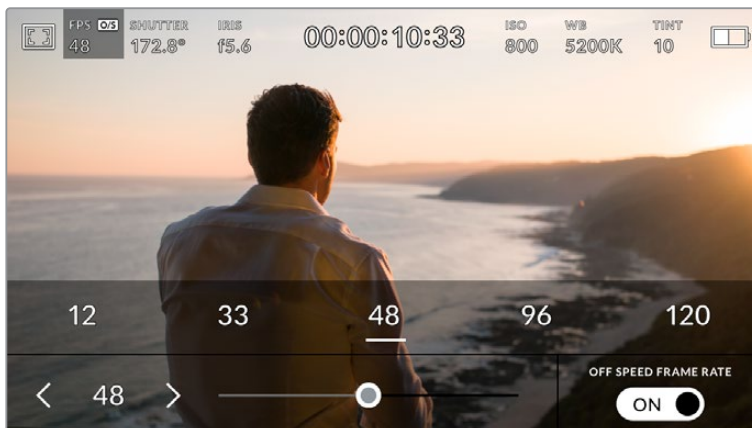 FPS O/S SHUTTER IRIS 00:00:10:33 ISO WB TINT
48 172.8° f5.6 800 5200K 10
12 33 48 96 120
OFF SPEED FRAME RATE
< 48 > ON